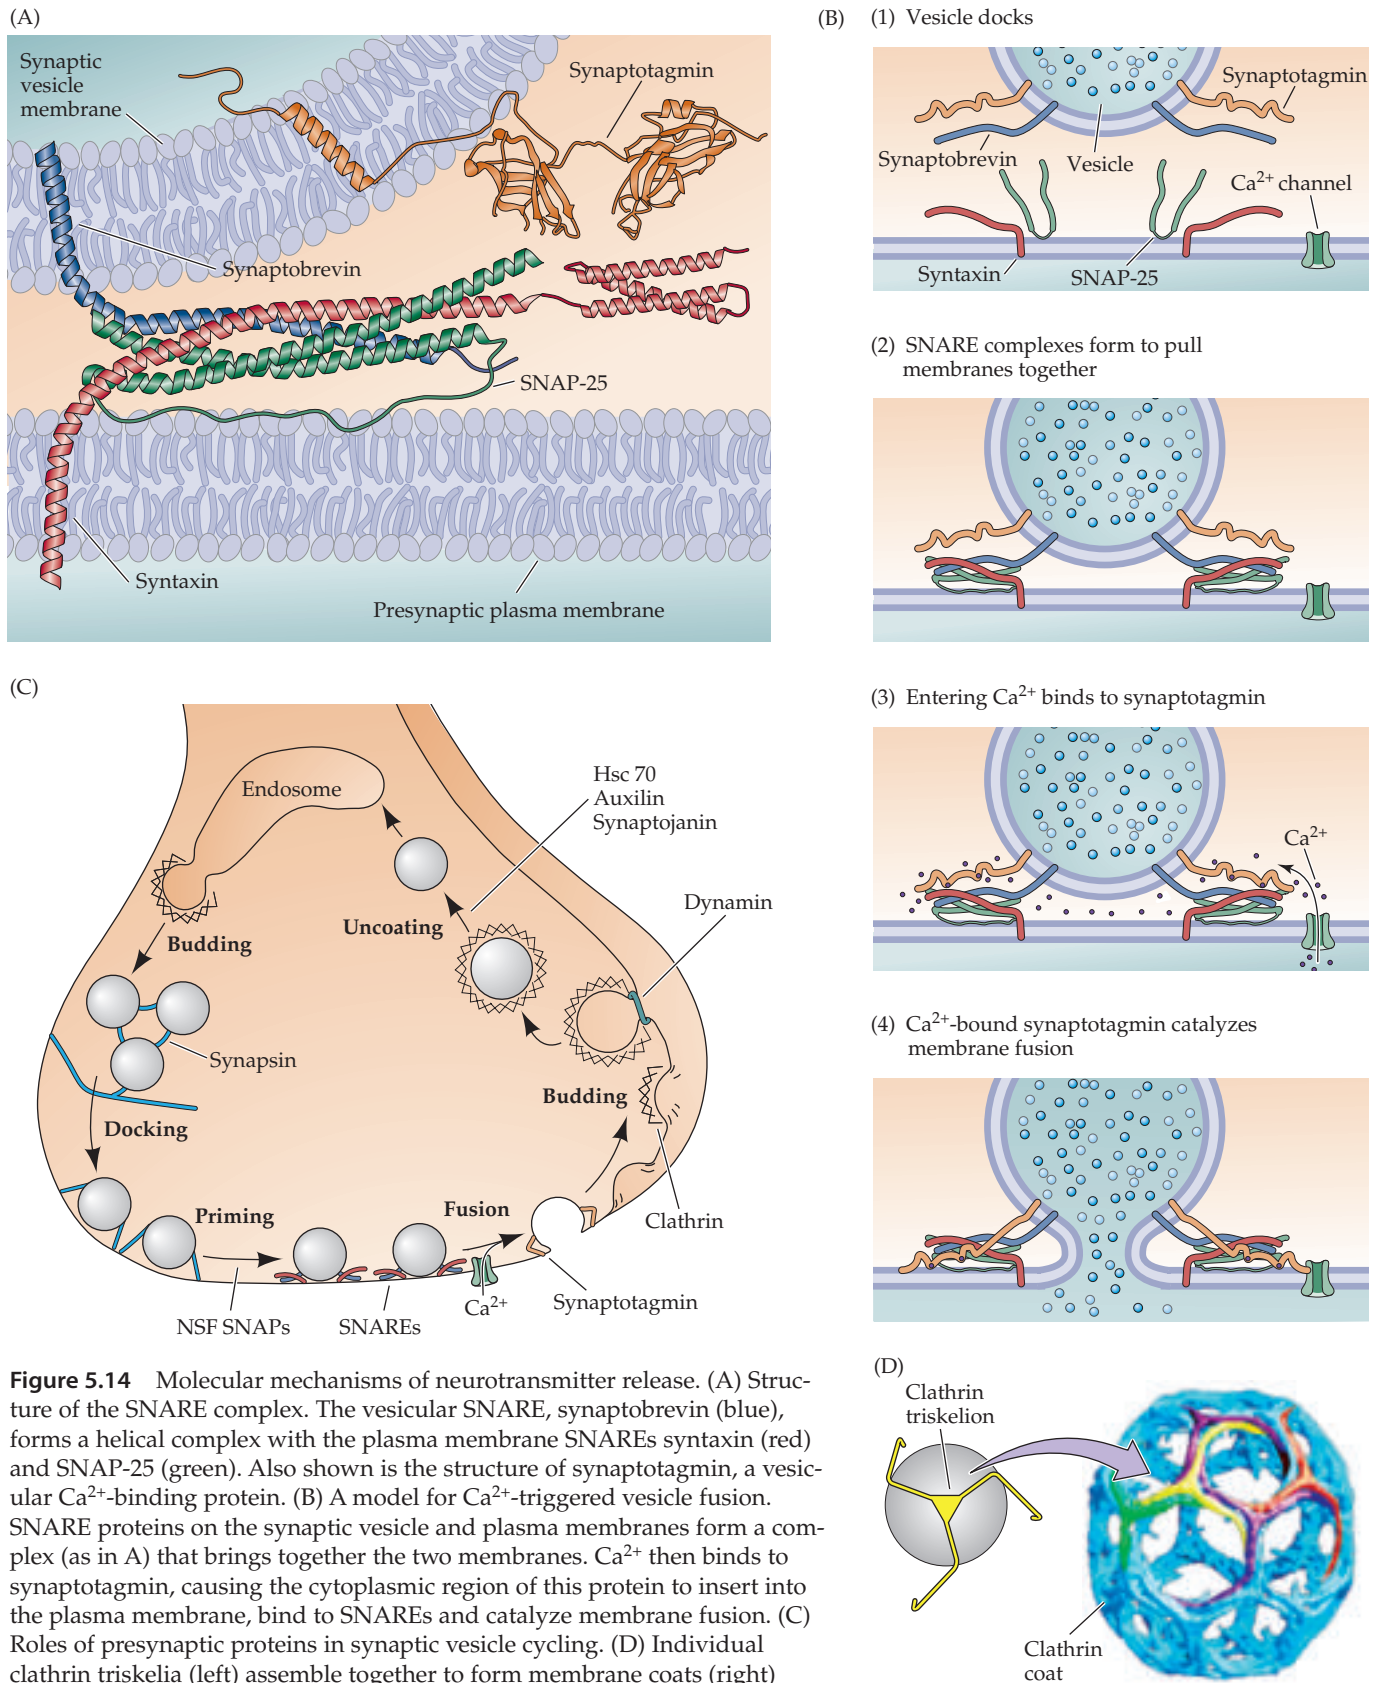 (A)
Synaptic
vesicle
membrane
Synaptotagmin
Synaptobrevin
SNAP-25
Syntaxin
Presynaptic plasma membrane
(B)
(1) Vesicle docks
Synaptotagmin
Synaptobrevin
Vesicle
Ca²⁺ channel
Syntaxin
SNAP-25
(2) SNARE complexes form to pull
membranes together
(3) Entering Ca²⁺ binds to synaptotagmin
Ca²⁺
(4) Ca²⁺-bound synaptotagmin catalyzes
membrane fusion
(C)
Endosome
Hsc 70
Auxilin
Synaptojanin
Dynamin
Budding
Uncoating
Synapsin
Budding
Docking
Clathrin
Priming
Fusion
Ca²⁺
Synaptotagmin
NSF SNAPs
SNAREs
(D)
Clathrin
triskelion
Clathrin
coat
Figure 5.14 Molecular mechanisms of neurotransmitter release. (A) Struc-
ture of the SNARE complex. The vesicular SNARE, synaptobrevin (blue),
forms a helical complex with the plasma membrane SNAREs syntaxin (red)
and SNAP-25 (green). Also shown is the structure of synaptotagmin, a vesic-
ular Ca²⁺-binding protein. (B) A model for Ca²⁺-triggered vesicle fusion.
SNARE proteins on the synaptic vesicle and plasma membranes form a com-
plex (as in A) that brings together the two membranes. Ca²⁺ then binds to
synaptotagmin, causing the cytoplasmic region of this protein to insert into
the plasma membrane, bind to SNAREs and catalyze membrane fusion. (C)
Roles of presynaptic proteins in synaptic vesicle cycling. (D) Individual
clathrin triskelia (left) assemble together to form membrane coats (right)